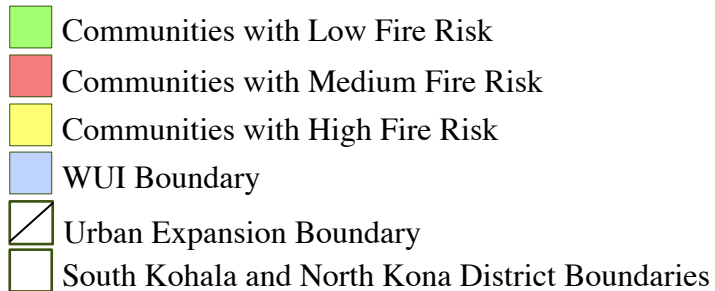 Communities with Low Fire Risk
Communities with Medium Fire Risk
Communities with High Fire Risk
WUI Boundary
Urban Expansion Boundary
South Kohala and North Kona District Boundaries